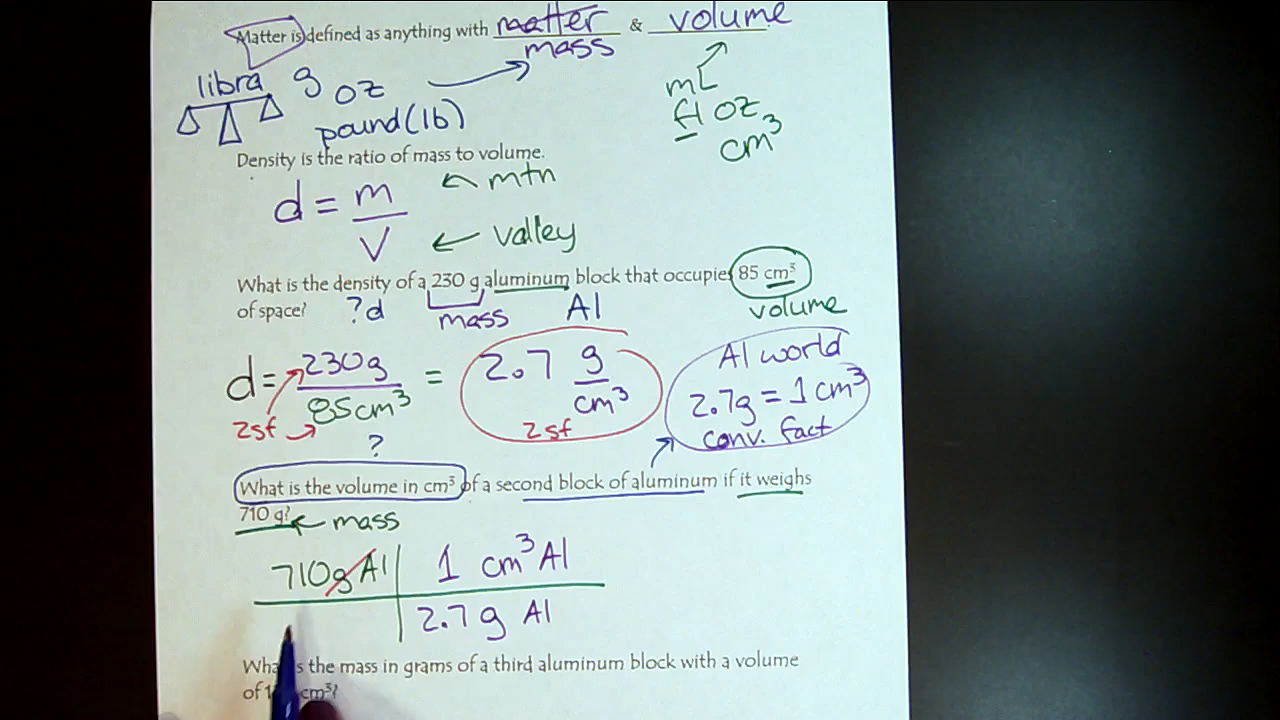 Matter is defined as anything with matter & volume
mass
libra g oz
pound (lb)
mL
fl oz
cm³
Density is the ratio of mass to volume.
d = m ← mtn
V ← valley
What is the density of a 230 g aluminum block that occupies 85 cm³
of space? ?d mass Al volume
d = 230g = 2.7 g
85cm³ cm³
2sf 2sf
Al world
2.7g = 1 cm³
conv. fact
?
What is the volume in cm³ of a second block of aluminum if it weighs
710 g? ← mass
710g Al 1 cm³ Al
2.7 g Al
What is the mass in grams of a third aluminum block with a volume
of cm³?